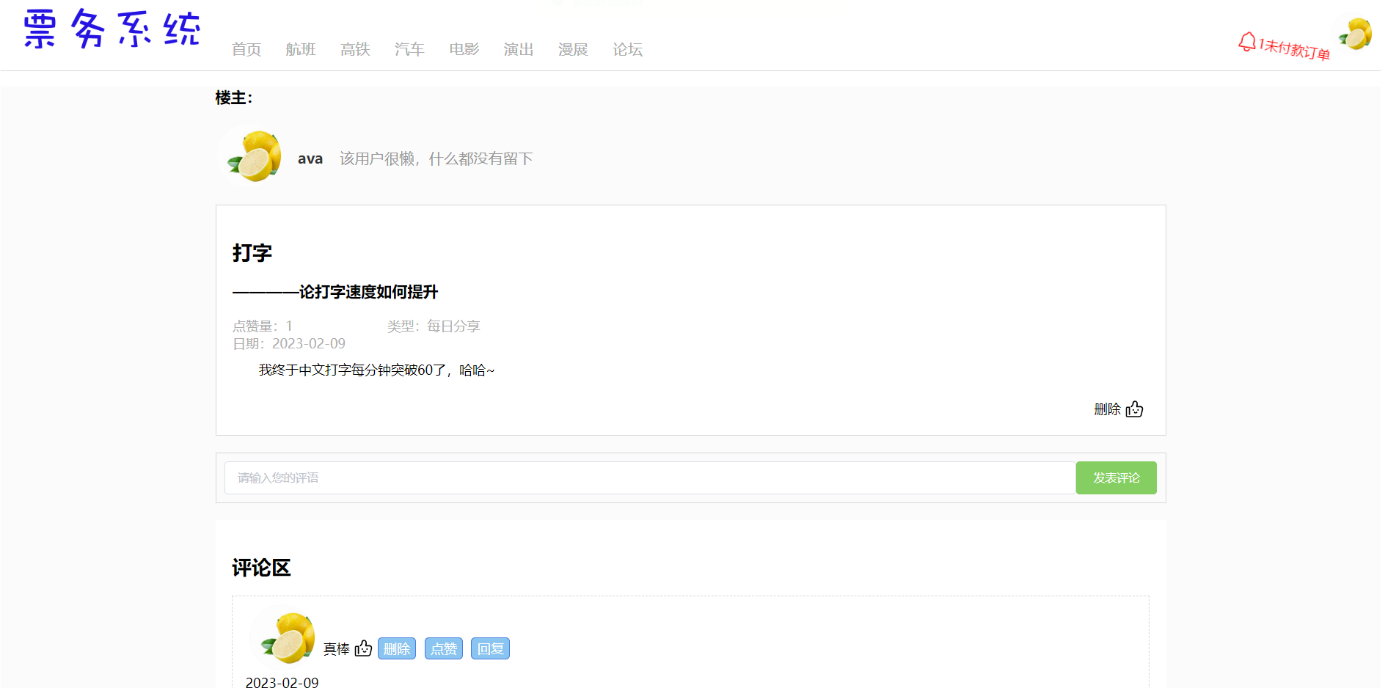 票务系统
首页 航班 高铁 汽车 电影 演出 漫展 论坛
1未付款订单
楼主：
ava 该用户很懒，什么都没有留下
打字
————论打字速度如何提升
点赞量：1 类型：每日分享
日期：2023-02-09
我终于中文打字每分钟突破60了，哈哈~
删除
请输入您的评语 发表评论
评论区
真棒 删除 点赞 回复
2023-02-09